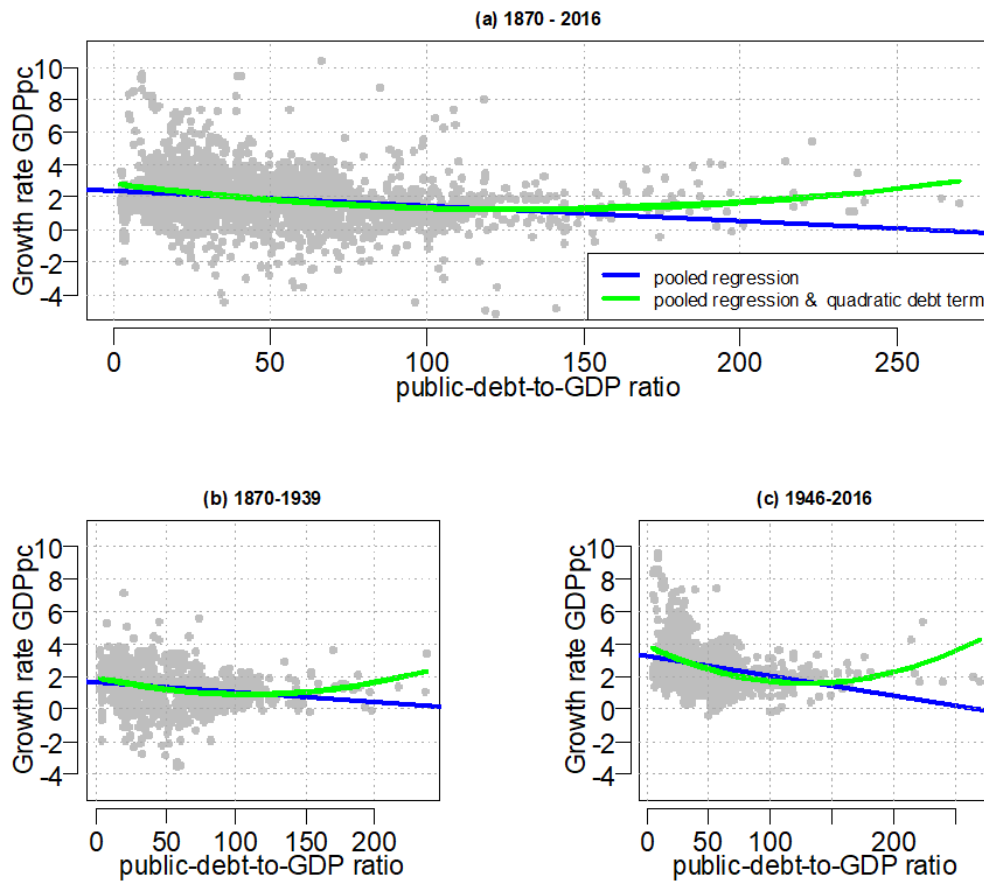 (a) 1870 - 2016
Growth rate GDPpc
10
8
6
4
2
0
-2
-4
pooled regression
pooled regression & quadratic debt term
0 50 100 150 200 250
public-debt-to-GDP ratio
(b) 1870-1939
Growth rate GDPpc
10
8
6
4
2
0
-2
-4
0 50 100 150 200
public-debt-to-GDP ratio
(c) 1946-2016
Growth rate GDPpc
10
8
6
4
2
0
-2
-4
0 50 100 200
public-debt-to-GDP ratio